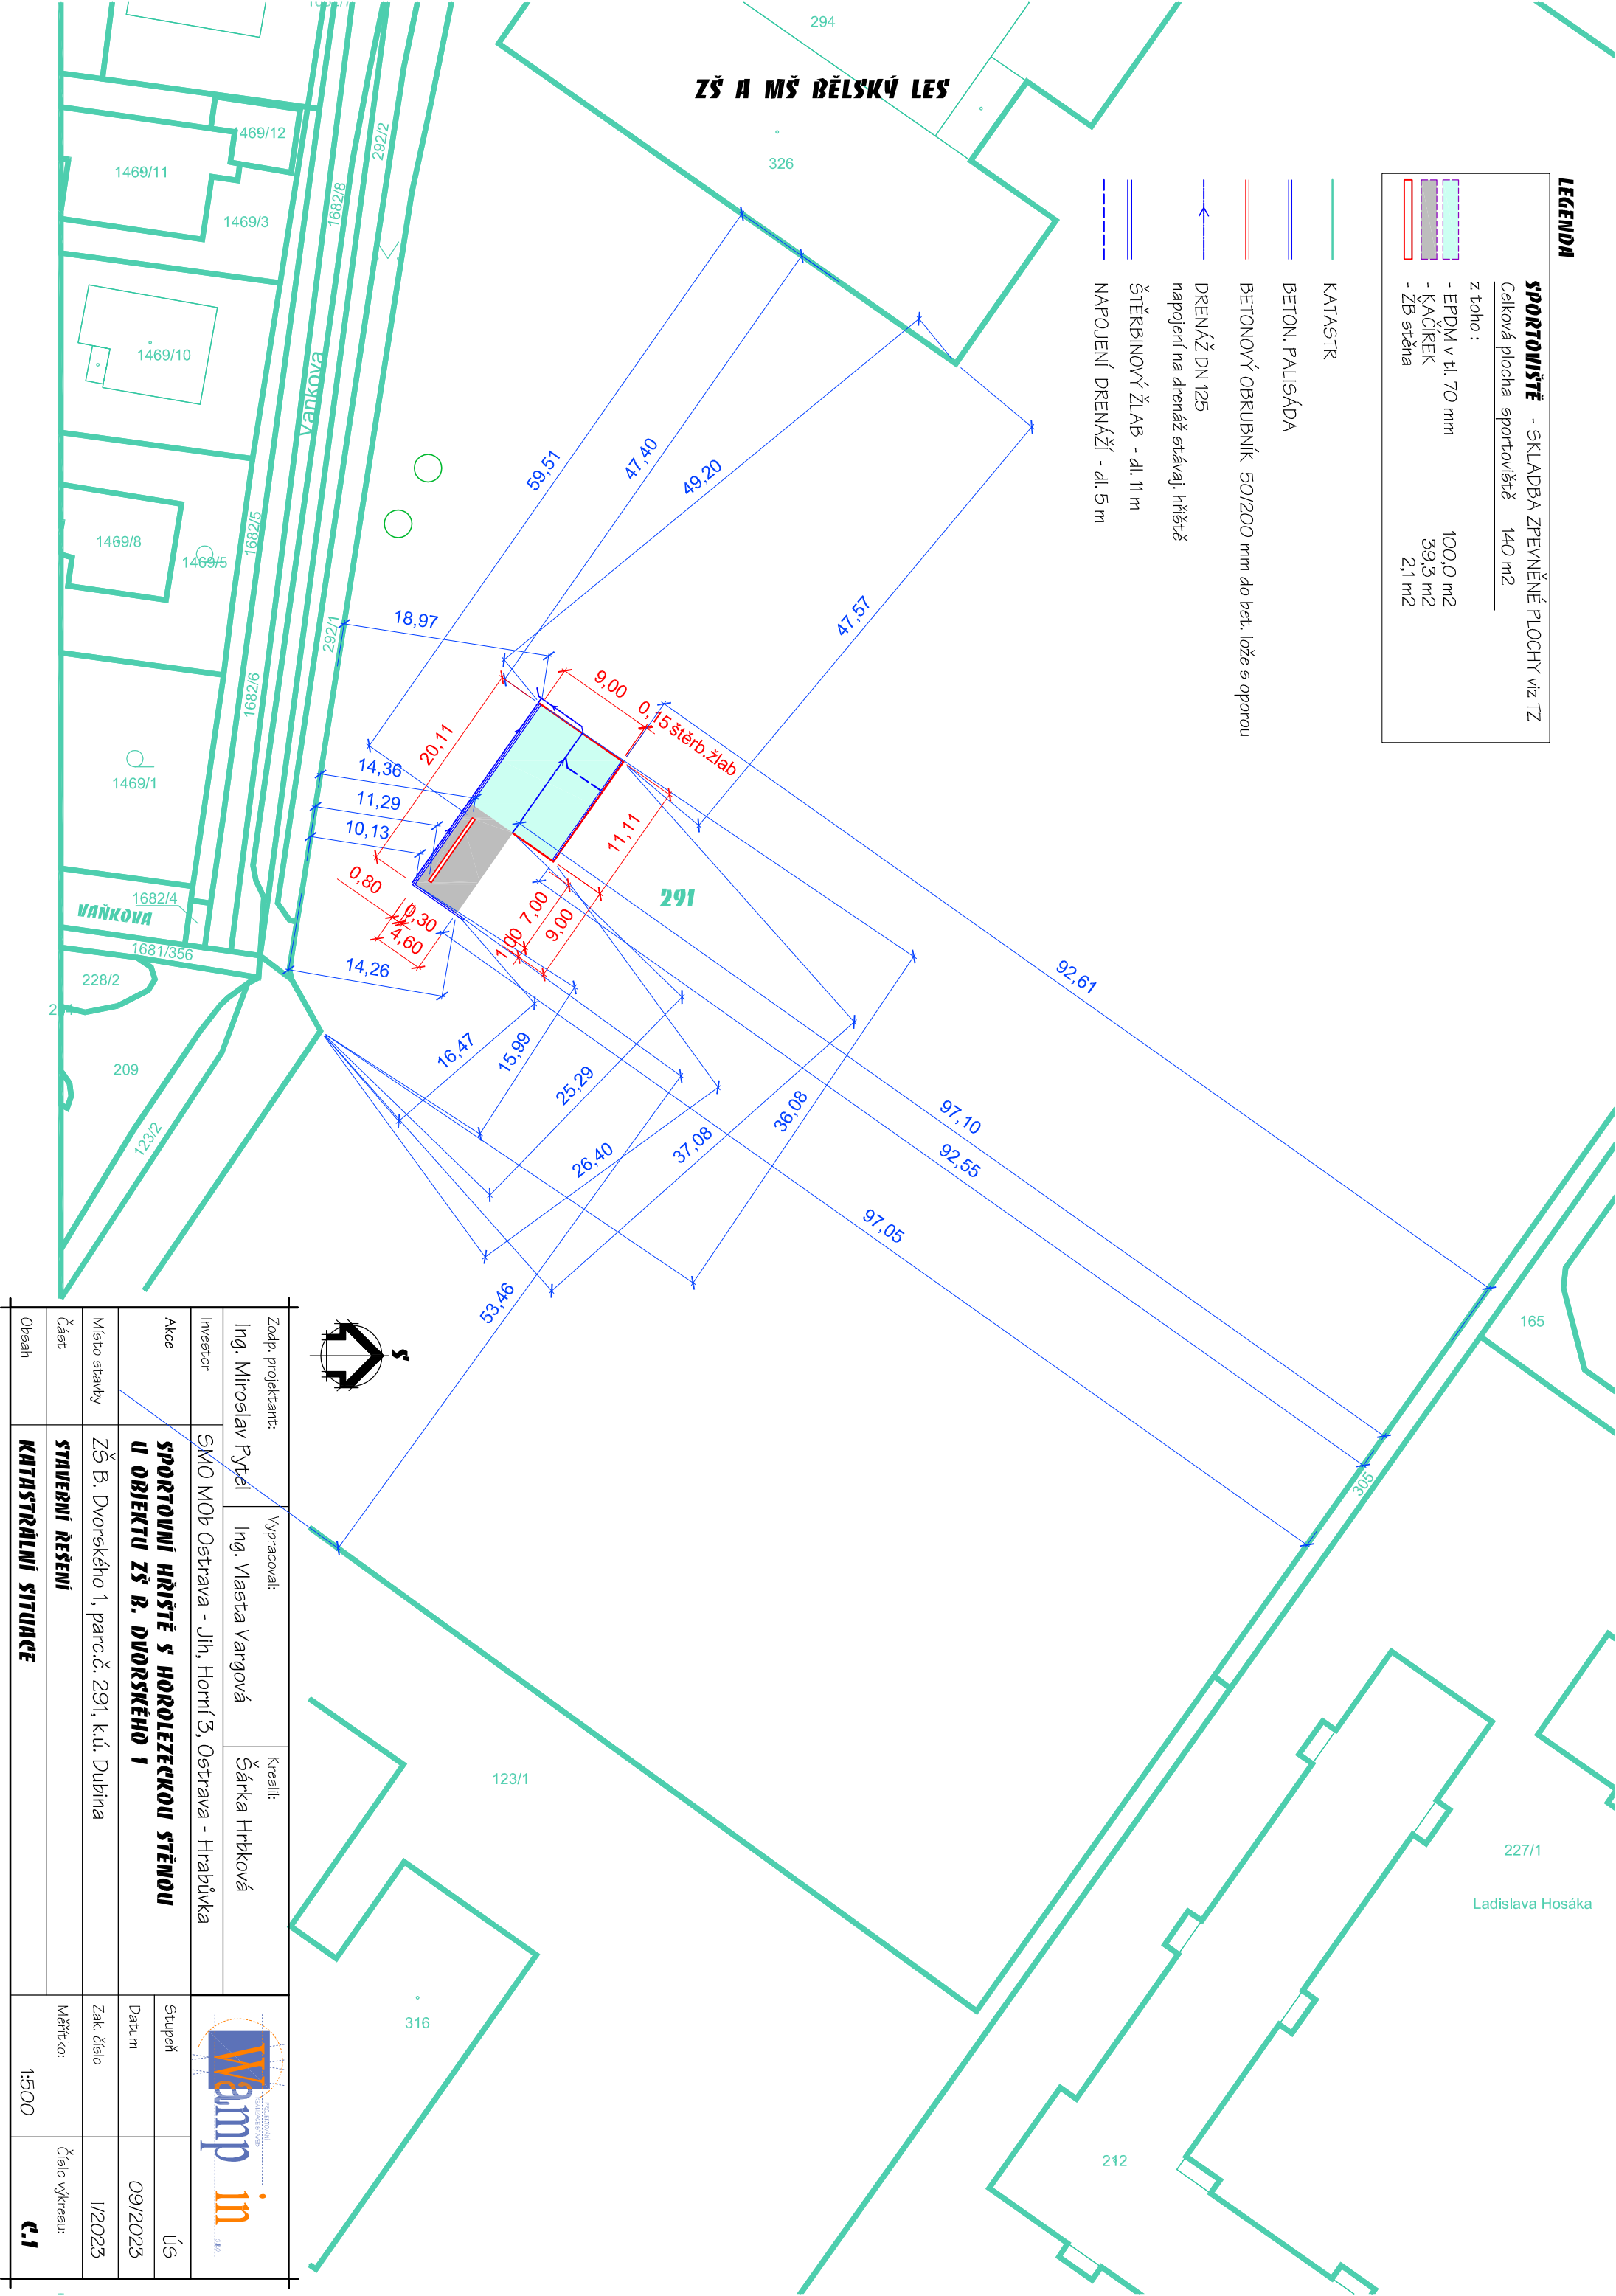 LEGENDA
SPORTOVIŠTĚ - SKLADBA ZPEVNĚNÉ PLOCHY viz TZ
Celková plocha sportoviště 140 m2
z toho :
- EPDM v tl. 70 mm 100,0 m2
- KAČÍREK 39,3 m2
- ŽB stěna 2,1 m2
KATASTR
BETON. PALISÁDA
BETONOVÝ OBRUBNÍK 50/200 mm do bet. lože s oporou
DRENÁŽ DN 125
napojení na drenáž stávaj. hřiště
ŠTĚRBINOVÝ ŽLAB - dl. 11 m
NAPOJENÍ DRENÁŽÍ - dl. 5 m
ZŠ A MŠ BĚLSKÝ LES
294
326
292/2
1469/12
1469/11
1469/3
1682/8
1469/10
Vaňkova
1469/8
1469/5
1682/5
292/1
1682/6
1469/1
1682/4
VAŇKOVA
1681/356
228/2
209
123/2
291
165
305
123/1
316
227/1
Ladislava Hosáka
212
59,51
47,40
49,20
47,57
18,97
9,00
0,15 štěrb.žlab
20,11
14,36
11,29
10,13
11,11
0,80
0,30
4,60
7,00
1,00
9,00
14,26
16,47
15,99
25,29
26,40
37,08
36,08
53,46
92,61
97,10
92,55
97,05
S
Zodp. projektant:
Ing. Miroslav Pytel
Vypracoval:
Ing. Vlasta Vargová
Kreslil:
Šárka Hrbková
Investor
SMO MOb Ostrava - Jih, Horní 3, Ostrava - Hrabůvka
Akce
SPORTOVNÍ HŘIŠTĚ S HOROLEZECKOU STĚNOU
U OBJEKTU ZŠ B. DVORSKÉHO 1
Místo stavby
ZŠ B. Dvorského 1, parc.č. 291, k.ú. Dubina
Část
STAVEBNÍ ŘEŠENÍ
Obsah
KATASTRÁLNÍ SITUACE
Wamp in
Stupeň ÚS
Datum 09/2023
Zak. číslo 1/2023
Měřítko: 1:500
Číslo výkresu: C.1